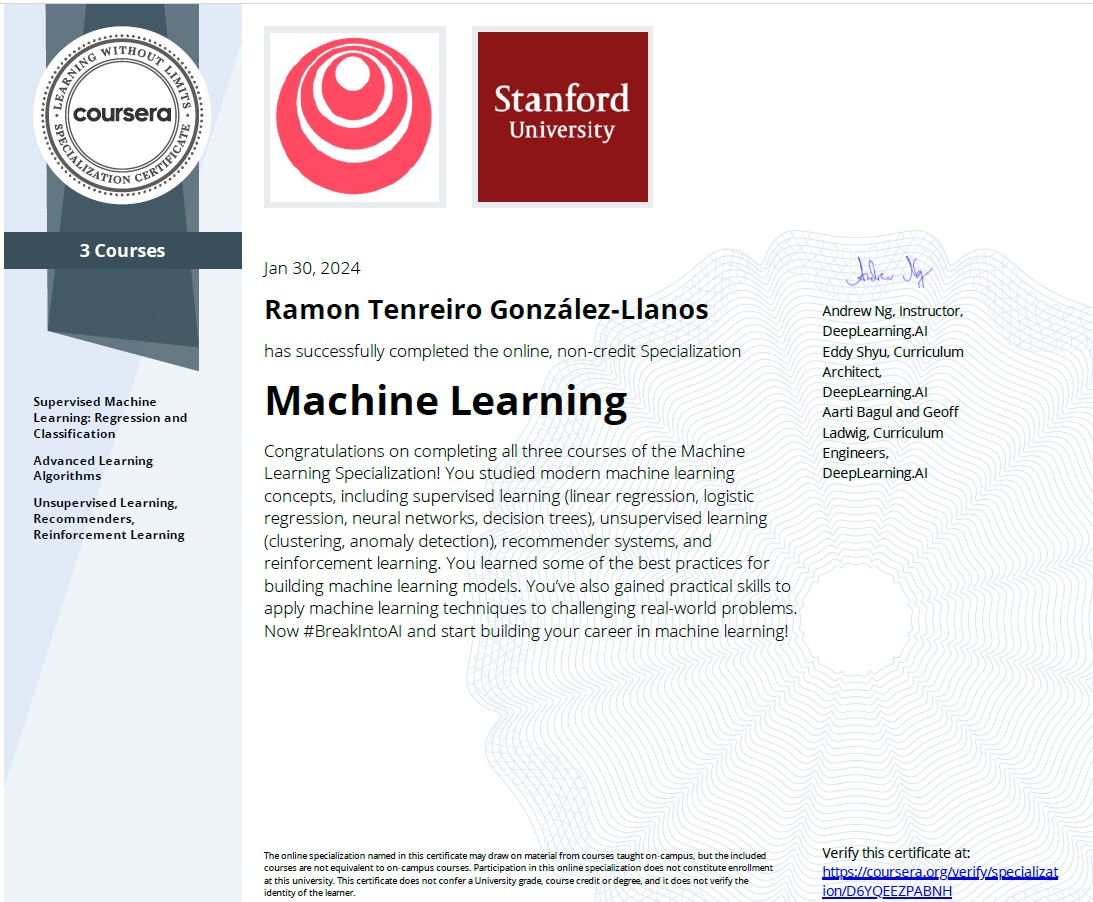 LEARNING WITHOUT LIMITS
coursera
SPECIALIZATION CERTIFICATE
Stanford
University
3 Courses
Supervised Machine
Learning: Regression and
Classification
Advanced Learning
Algorithms
Unsupervised Learning,
Recommenders,
Reinforcement Learning
Jan 30, 2024
Ramon Tenreiro González-Llanos
has successfully completed the online, non-credit Specialization
Machine Learning
Congratulations on completing all three courses of the Machine
Learning Specialization! You studied modern machine learning
concepts, including supervised learning (linear regression, logistic
regression, neural networks, decision trees), unsupervised learning
(clustering, anomaly detection), recommender systems, and
reinforcement learning. You learned some of the best practices for
building machine learning models. You’ve also gained practical skills to
apply machine learning techniques to challenging real-world problems.
Now #BreakIntoAI and start building your career in machine learning!
Andrew Ng
Andrew Ng, Instructor,
DeepLearning.AI
Eddy Shyu, Curriculum
Architect,
DeepLearning.AI
Aarti Bagul and Geoff
Ladwig, Curriculum
Engineers,
DeepLearning.AI
The online specialization named in this certificate may draw on material from courses taught on-campus, but the included
courses are not equivalent to on-campus courses. Participation in this online specialization does not constitute enrollment
at this university. This certificate does not confer a University grade, course credit or degree, and it does not verify the
identity of the learner.
Verify this certificate at:
https://coursera.org/verify/specializat
ion/D6YQEEZPABNH